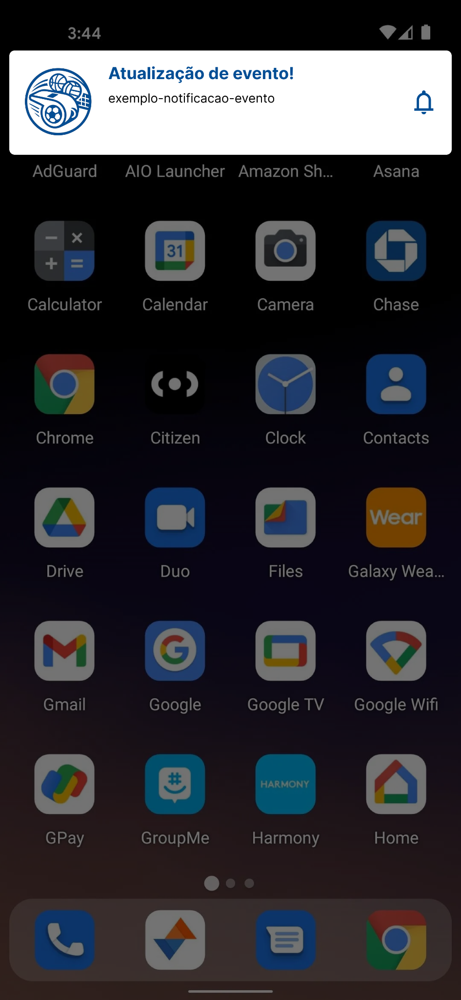 3:44
Atualização de evento!
exemplo-notificacao-evento
AdGuard AIO Launcher Amazon Sh... Asana
31
Calculator Calendar Camera Chase
Chrome Citizen Clock Contacts
Wear
Drive Duo Files Galaxy Wea...
Gmail Google Google TV Google Wifi
HARMONY
GPay GroupMe Harmony Home